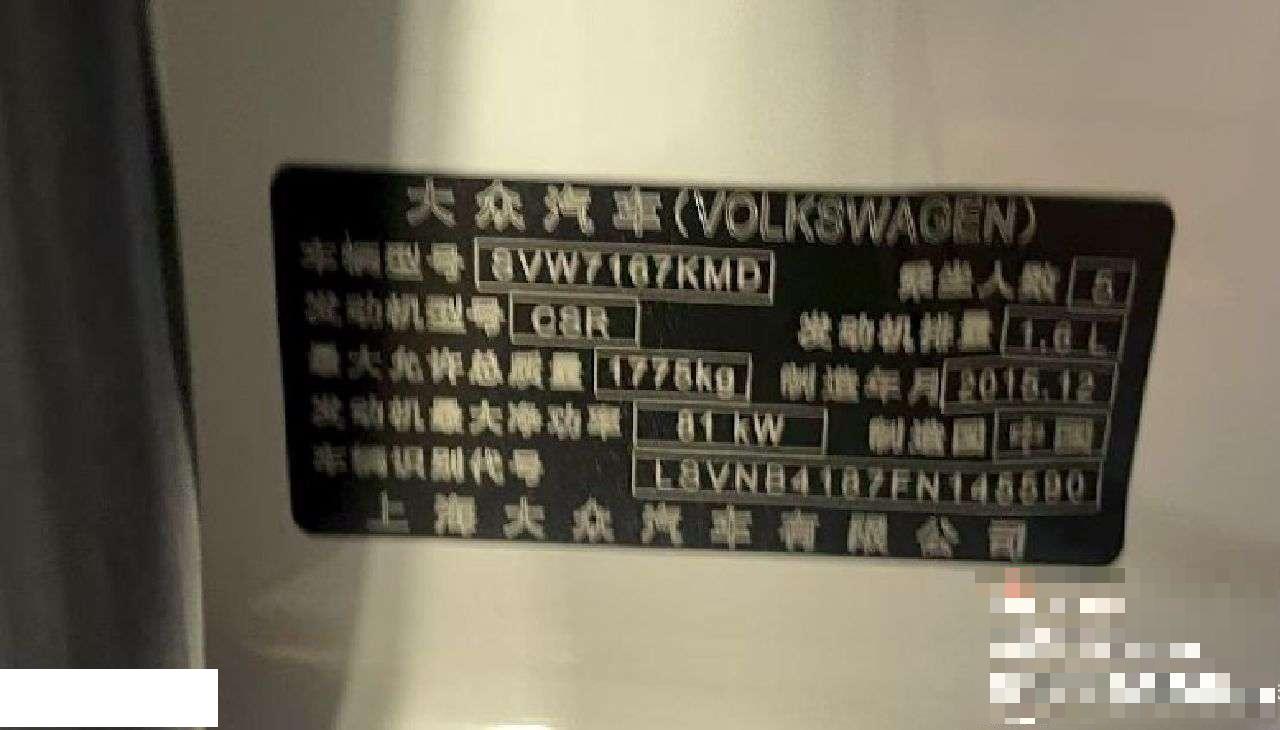 大众汽车(VOLKSWAGEN)
车辆型号 SVW7167KMD 乘坐人数 5
发动机型号 CSR 发动机排量 1.6 L
最大允许总质量 1775kg 制造年月 2015.12
发动机最大净功率 81 kW 制造国 中国
车辆识别代号 LSVNB4187FN145590
上海大众汽车有限公司